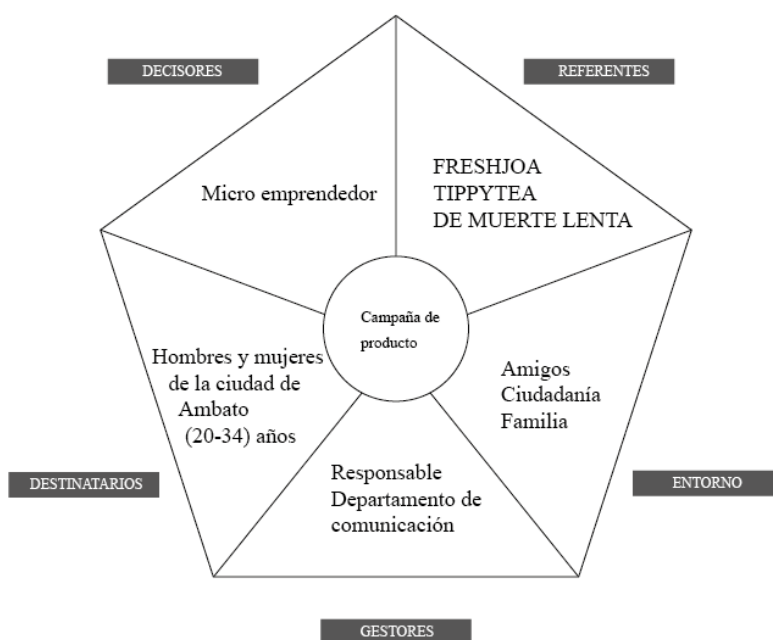 DECISORES
REFERENTES
Micro emprendedor
FRESHJOA
TIPPYTEA
DE MUERTE LENTA
Campaña de
producto
Hombres y mujeres
de la ciudad de
Ambato
(20-34) años
Amigos
Ciudadanía
Familia
Responsable
Departamento de
comunicación
DESTINATARIOS
ENTORNO
GESTORES